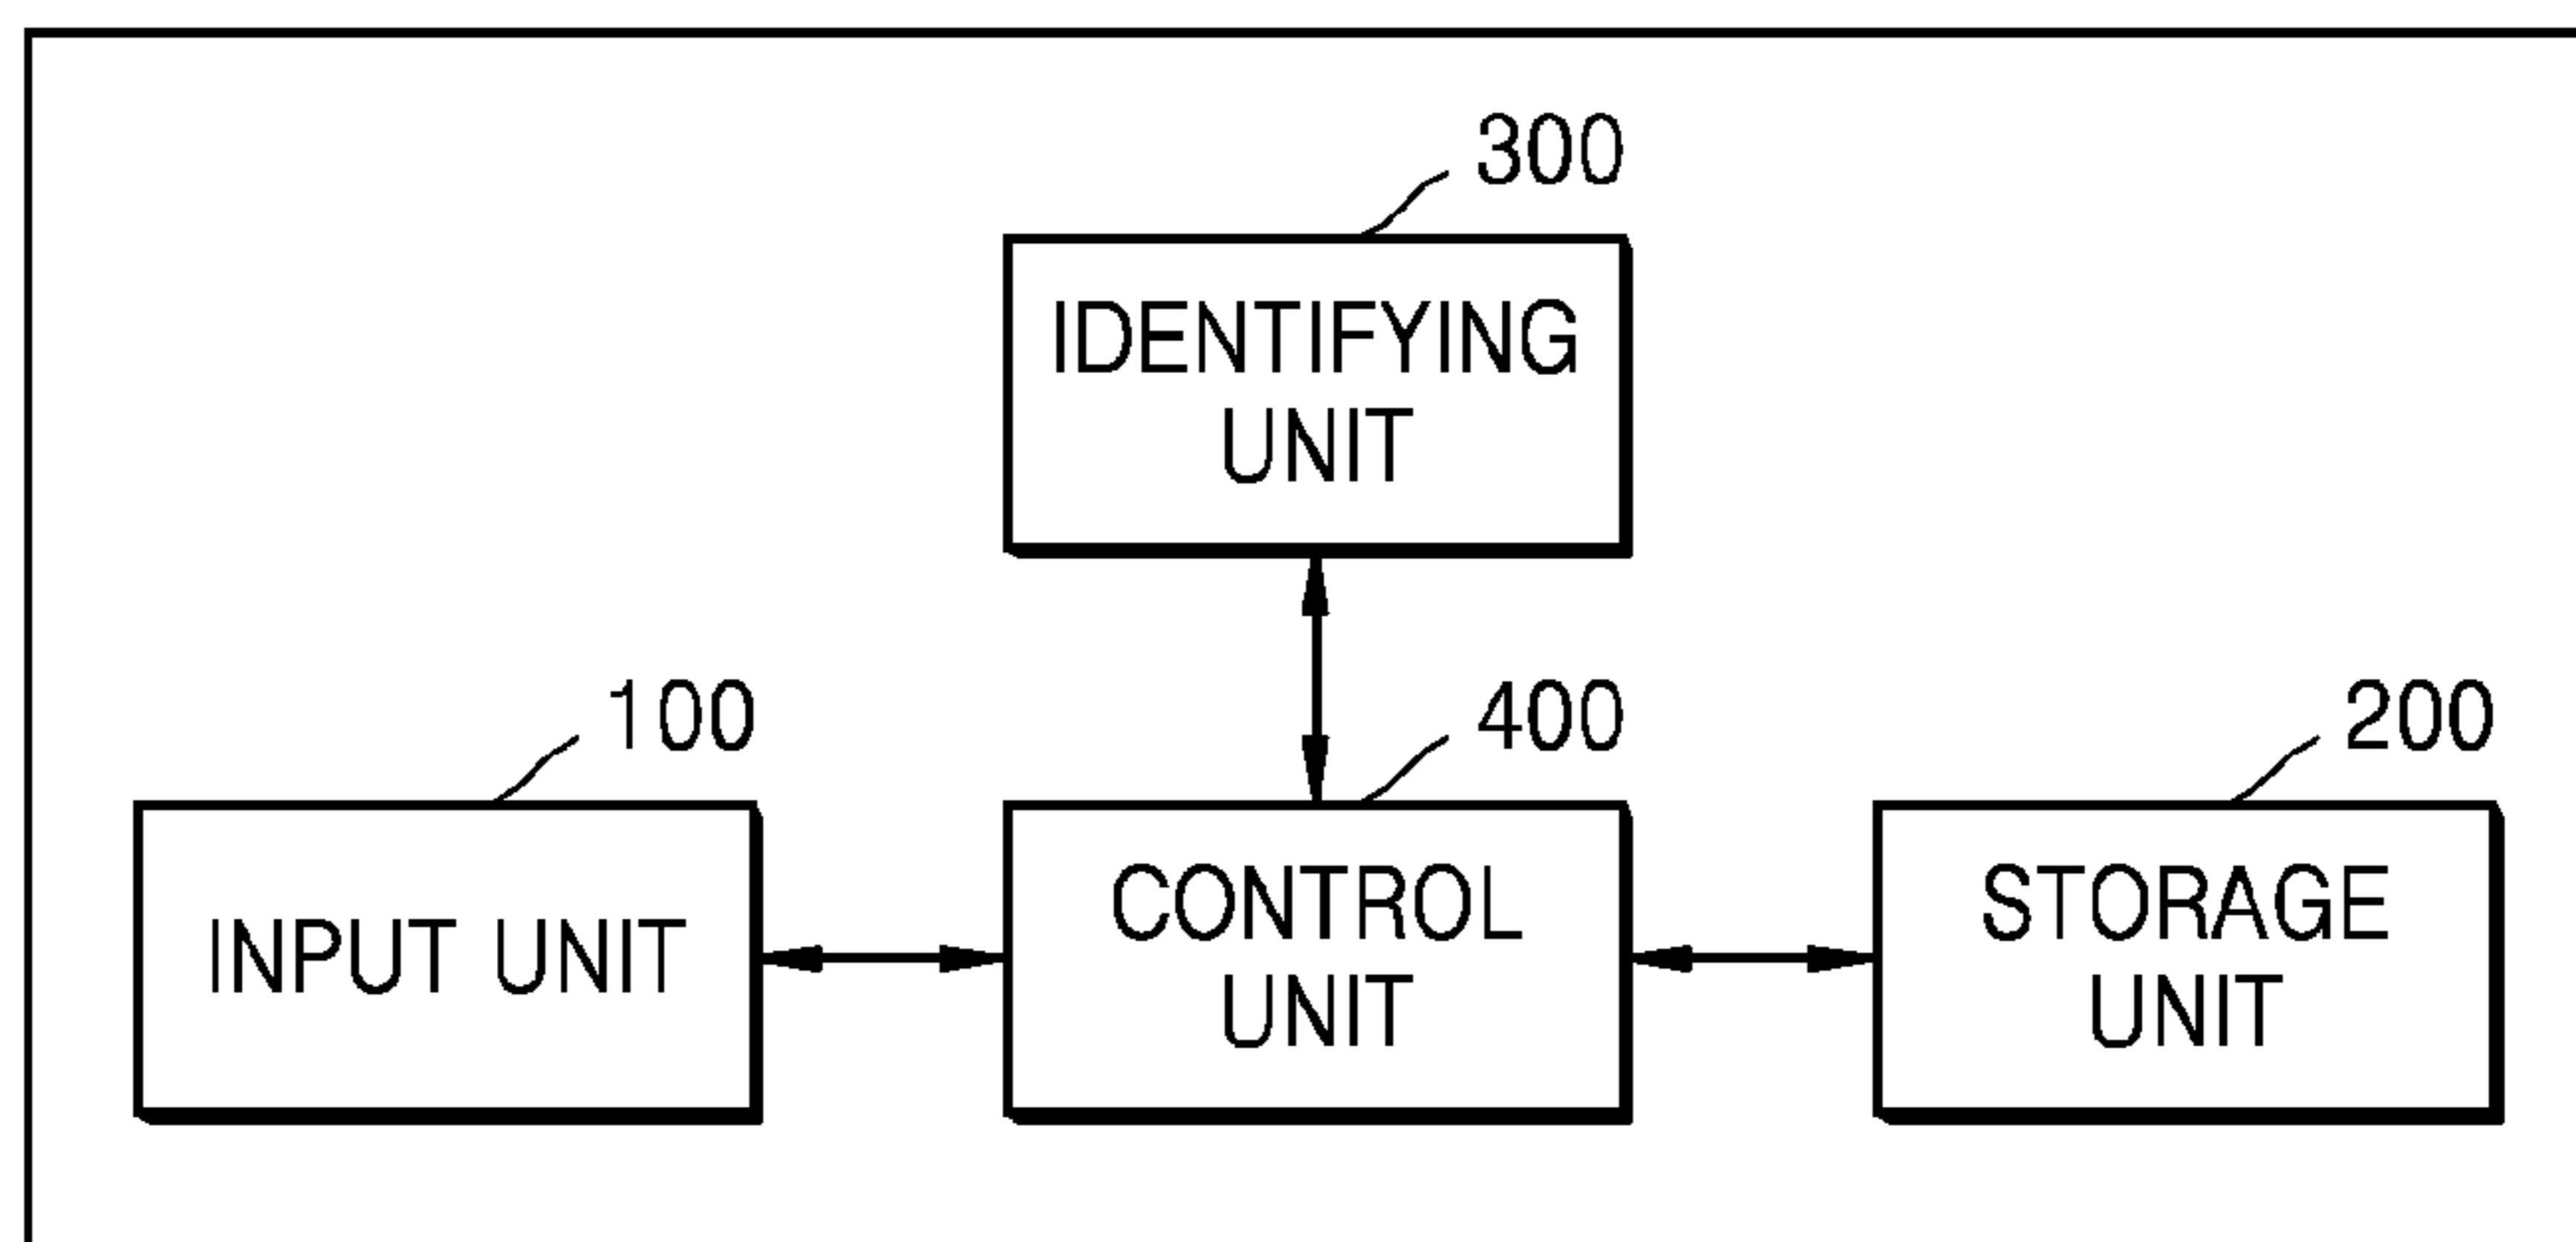 300
IDENTIFYING
UNIT
100
400
200
INPUT UNIT
CONTROL
UNIT
STORAGE
UNIT